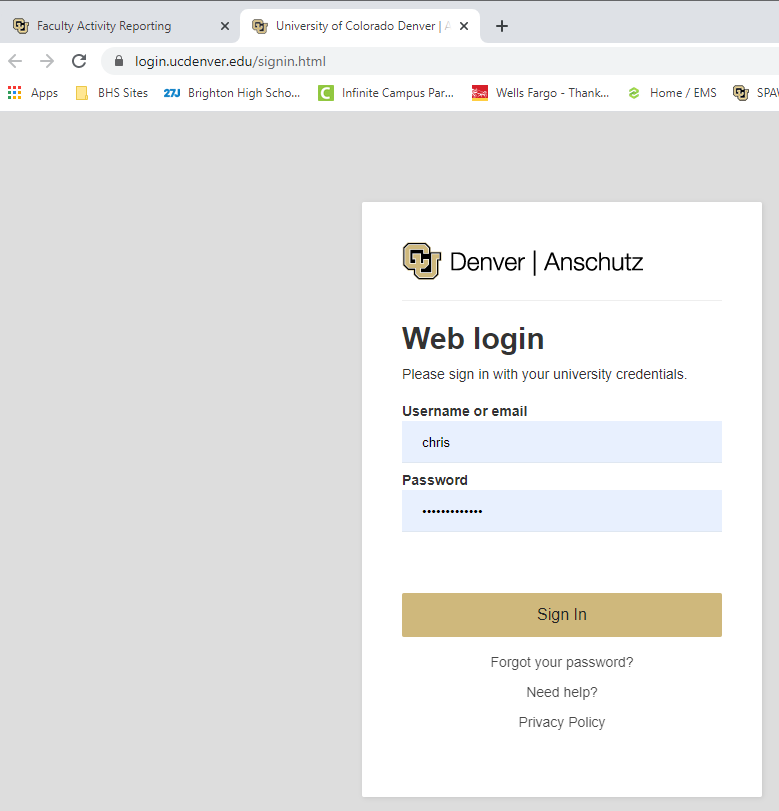 Faculty Activity Reporting
University of Colorado Denver | A
login.ucdenver.edu/signin.html
Apps
BHS Sites
27J Brighton High Scho...
C Infinite Campus Par...
Wells Fargo - Thank...
Home / EMS
SPAW
CU Denver | Anschutz
Web login
Please sign in with your university credentials.
Username or email
chris
Password
•••••••••••••
Sign In
Forgot your password?
Need help?
Privacy Policy